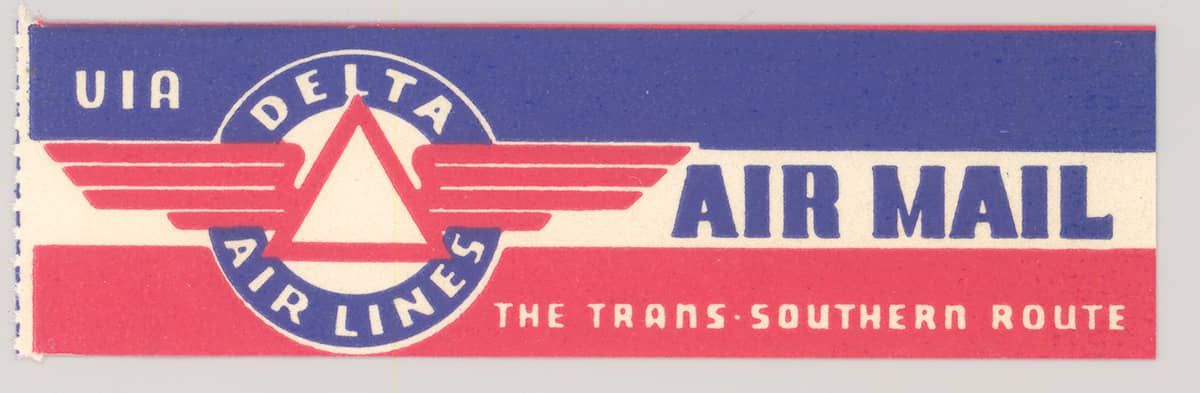 VIA
DELTA
AIR LINES
AIR MAIL
THE TRANS·SOUTHERN ROUTE